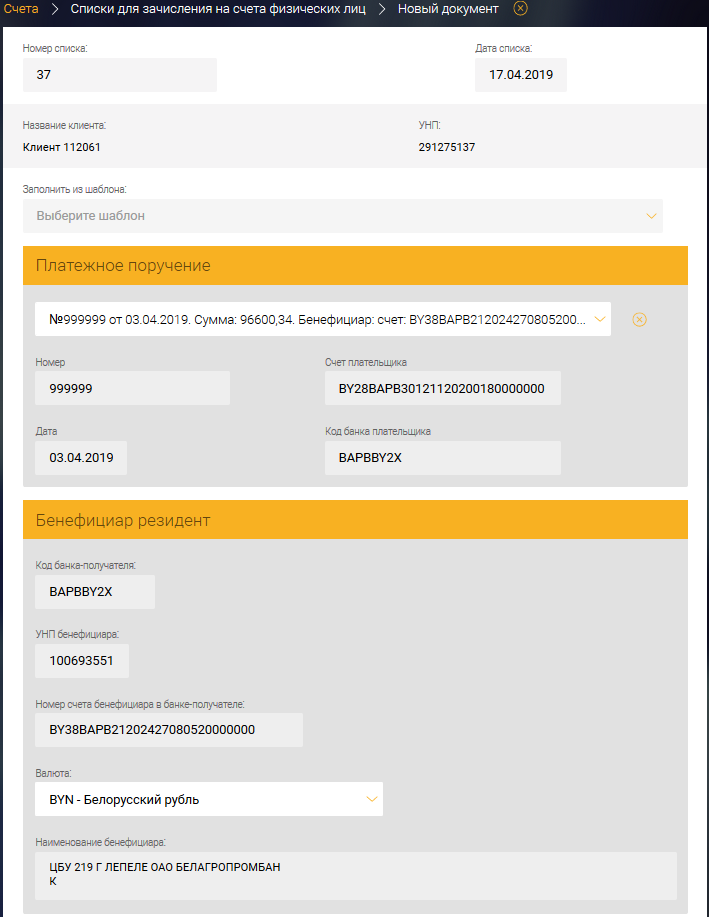 Счета > Списки для зачисления на счета физических лиц > Новый документ
Номер списка: Дата списка:
37 17.04.2019
Название клиента: УНП:
Клиент 112061 291275137
Заполнить из шаблона:
Выберите шаблон
Платежное поручение
№999999 от 03.04.2019. Сумма: 96600,34. Бенефициар: счет: BY38BAPB212024270805200...
Номер Счет плательщика
999999 BY28BAPB30121120200180000000
Дата Код банка плательщика
03.04.2019 BAPBBY2X
Бенефициар резидент
Код банка-получателя:
BAPBBY2X
УНП бенефициара:
100693551
Номер счета бенефициара в банке-получателе:
BY38BAPB21202427080520000000
Валюта:
BYN - Белорусский рубль
Наименование бенефициара:
ЦБУ 219 Г ЛЕПЕЛЕ ОАО БЕЛАГРОПРОМБАН
К